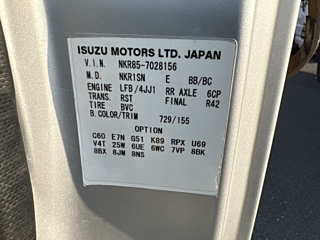 ISUZU MOTORS LTD. JAPAN
V.I.N. NKR85-7028156
M.D. NKR1SN E BB/BC
ENGINE LFB/4JJ1 RR AXLE 6CP
TRANS. RST FINAL R42
TIRE BVC
B.COLOR/TRIM 729/155
OPTION
C60 E7N G51 K89 RPX U69
V4T 25W 6UE 6WC 7VP 8BK
8BX 8JM 8NS